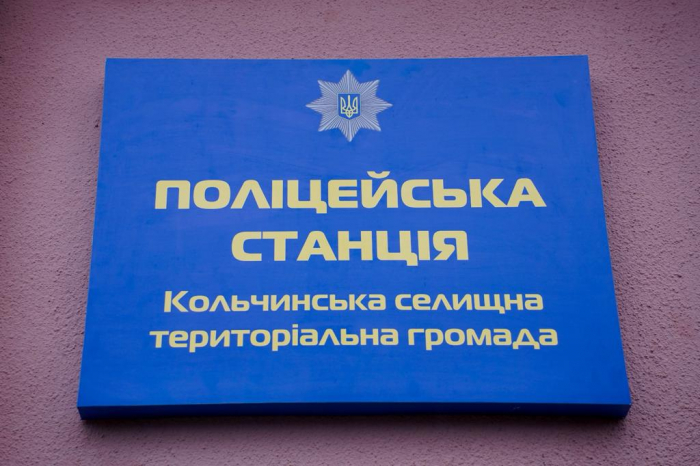 ПОЛІЦЕЙСЬКА
СТАНЦІЯ
Кольчинська селищна
територіальна громада